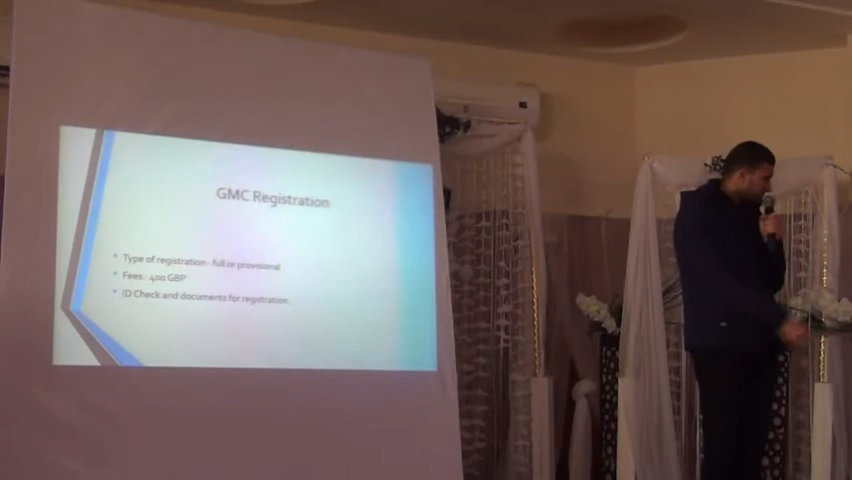 GMC Registration
* Type of registration : full or provisional
* Fees : 400 GBP
* ID Check and documents for registration